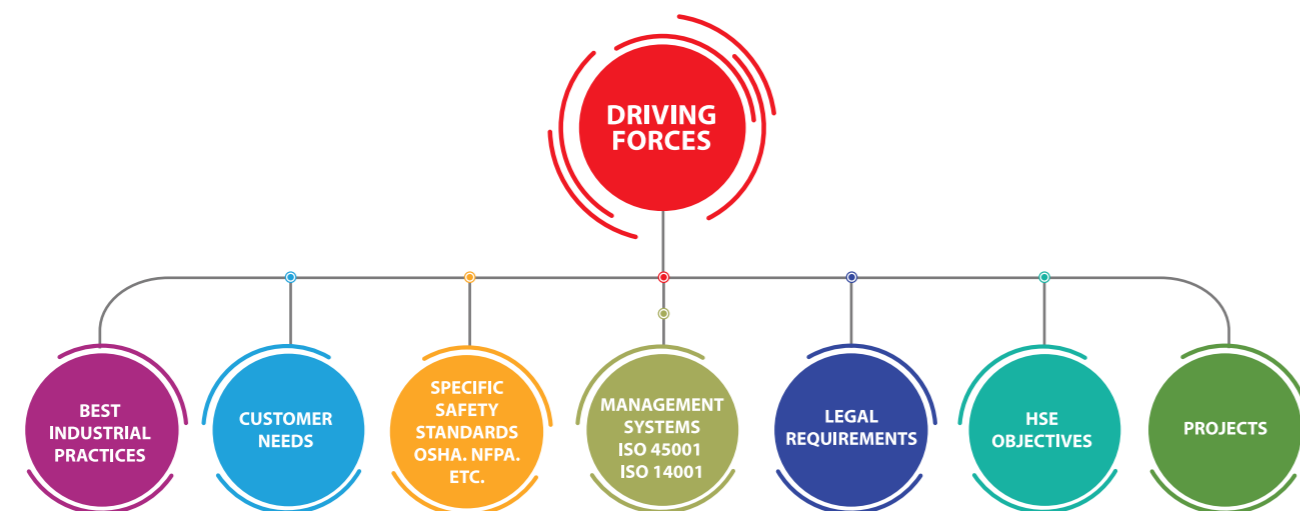 DRIVING
FORCES
BEST
INDUSTRIAL
PRACTICES
CUSTOMER
NEEDS
SPECIFIC
SAFETY
STANDARDS
OSHA. NFPA.
ETC.
MANAGEMENT
SYSTEMS
ISO 45001
ISO 14001
LEGAL
REQUIREMENTS
HSE
OBJECTIVES
PROJECTS